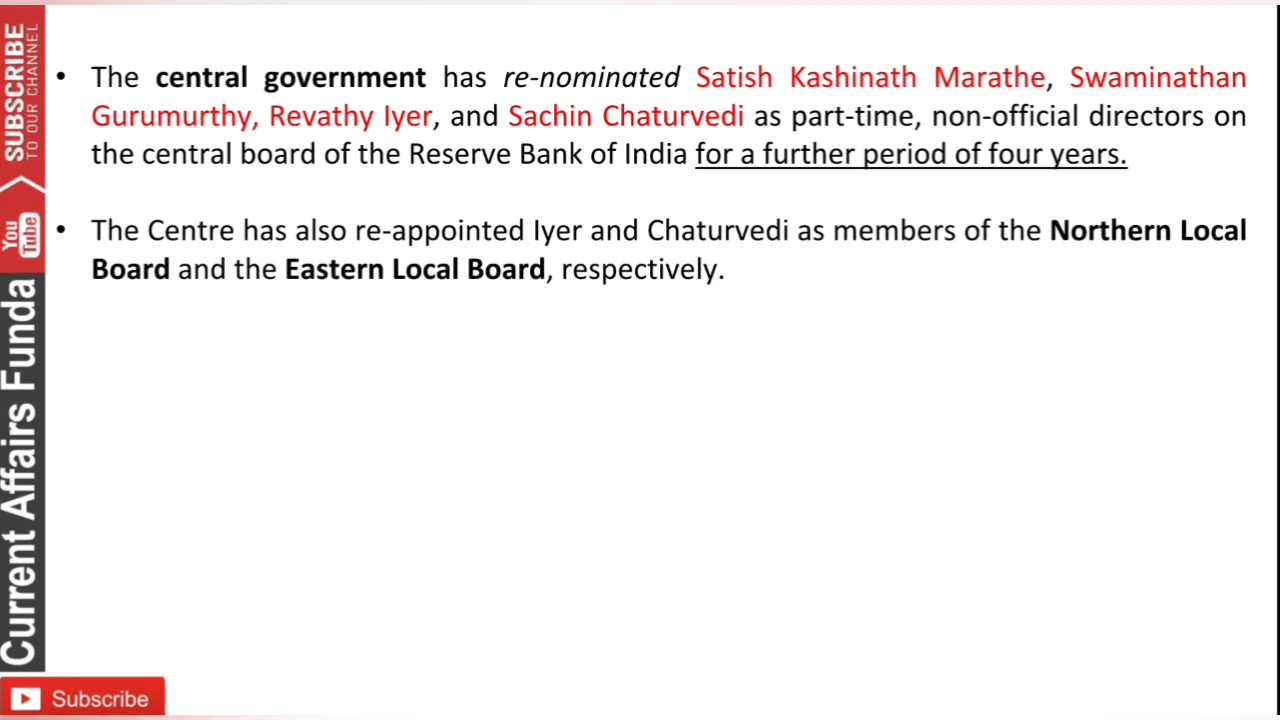 • The central government has re-nominated Satish Kashinath Marathe, Swaminathan
Gurumurthy, Revathy Iyer, and Sachin Chaturvedi as part-time, non-official directors on
the central board of the Reserve Bank of India for a further period of four years.
• The Centre has also re-appointed Iyer and Chaturvedi as members of the Northern Local
Board and the Eastern Local Board, respectively.
SUBSCRIBE
TO OUR CHANNEL
You
Tube
Current Affairs Funda
Subscribe